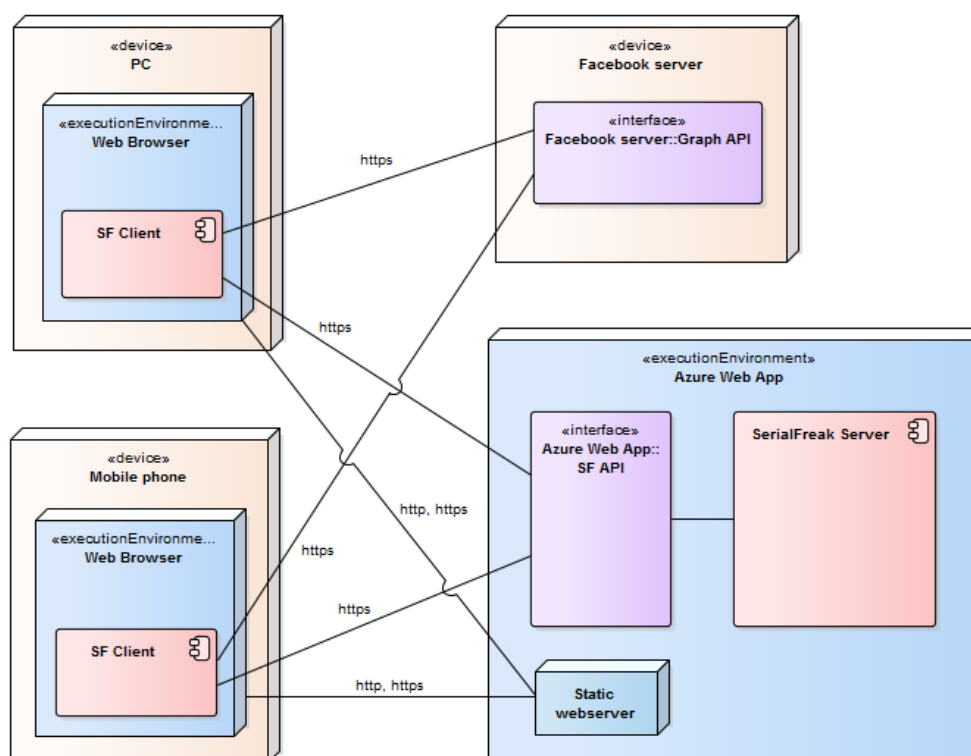 «device»
PC
«executionEnvironme...
Web Browser
SF Client
«device»
Facebook server
«interface»
Facebook server::Graph API
https
https
«executionEnvironment»
Azure Web App
«interface»
Azure Web App::
SF API
SerialFreak Server
«device»
Mobile phone
«executionEnvironme...
Web Browser
SF Client
http, https
https
https
http, https
Static
webserver